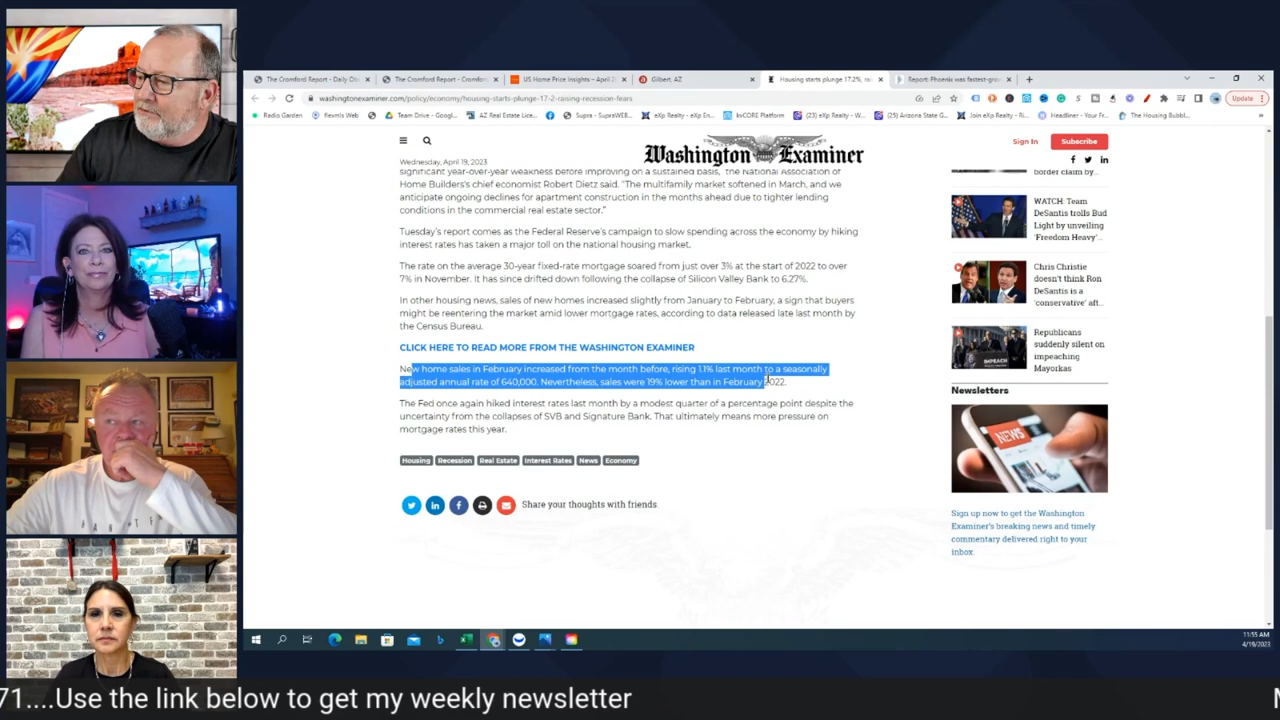 The Cromford Report - Daily Ob
The Cromford Report - Cromfor
US Home Price Insights - April 2
Gilbert, AZ
Housing starts plunge 17.2%, rai
Report: Phoenix was fastest-grow
washingtonexaminer.com/policy/economy/housing-starts-plunge-17-2-raising-recession-fears
Update
Radio Garden
flexmls Web
Team Drive - Googl...
AZ Real Estate Lice...
Supra - SupraWEB...
eXp Realty - eXp En...
kvCORE Platform
(23) eXp Realty - W...
(25) Arizona State G...
Join eXp Realty - Ri...
Headliner - Your Fr...
The Housing Bubbl...
Washington Examiner
Sign In
Subscribe
Wednesday, April 19, 2023
significant year-over-year weakness before improving on a sustained basis," the National Association of
Home Builders's chief economist Robert Dietz said. "The multifamily market softened in March, and we
anticipate ongoing declines for apartment construction in the months ahead due to tighter lending
conditions in the commercial real estate sector."
Tuesday's report comes as the Federal Reserve's campaign to slow spending across the economy by hiking
interest rates has taken a major toll on the national housing market.
The rate on the average 30-year fixed-rate mortgage soared from just over 3% at the start of 2022 to over
7% in November. It has since drifted down following the collapse of Silicon Valley Bank to 6.27%.
In other housing news, sales of new homes increased slightly from January to February, a sign that buyers
might be reentering the market amid lower mortgage rates, according to data released late last month by
the Census Bureau.
CLICK HERE TO READ MORE FROM THE WASHINGTON EXAMINER
New home sales in February increased from the month before, rising 1.1% last month to a seasonally
adjusted annual rate of 640,000. Nevertheless, sales were 19% lower than in February 2022.
The Fed once again hiked interest rates last month by a modest quarter of a percentage point despite the
uncertainty from the collapses of SVB and Signature Bank. That ultimately means more pressure on
mortgage rates this year.
Housing Recession Real Estate Interest Rates News Economy
Share your thoughts with friends
border claim by...
WATCH: Team
DeSantis trolls Bud
Light by unveiling
'Freedom Heavy'...
Chris Christie
doesn't think Ron
DeSantis is a
'conservative' aft...
Republicans
suddenly silent on
impeaching
Mayorkas
IMPEACH
Newsletters
NEWS
Sign up now to get the Washington
Examiner's breaking news and timely
commentary delivered right to your
inbox.
11:55 AM
4/19/2023
71....Use the link below to get my weekly newsletter